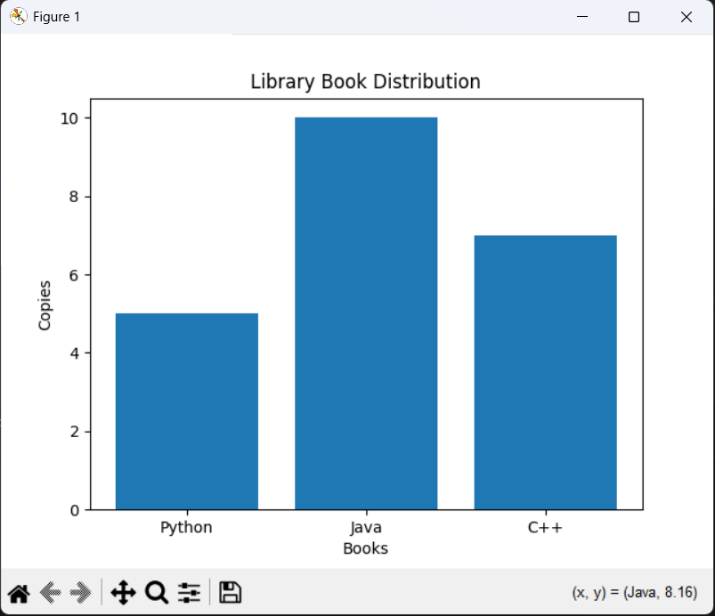 Figure 1
Library Book Distribution
10
8
6
4
2
0
Copies
Python Java C++
Books
(x, y) = (Java, 8.16)